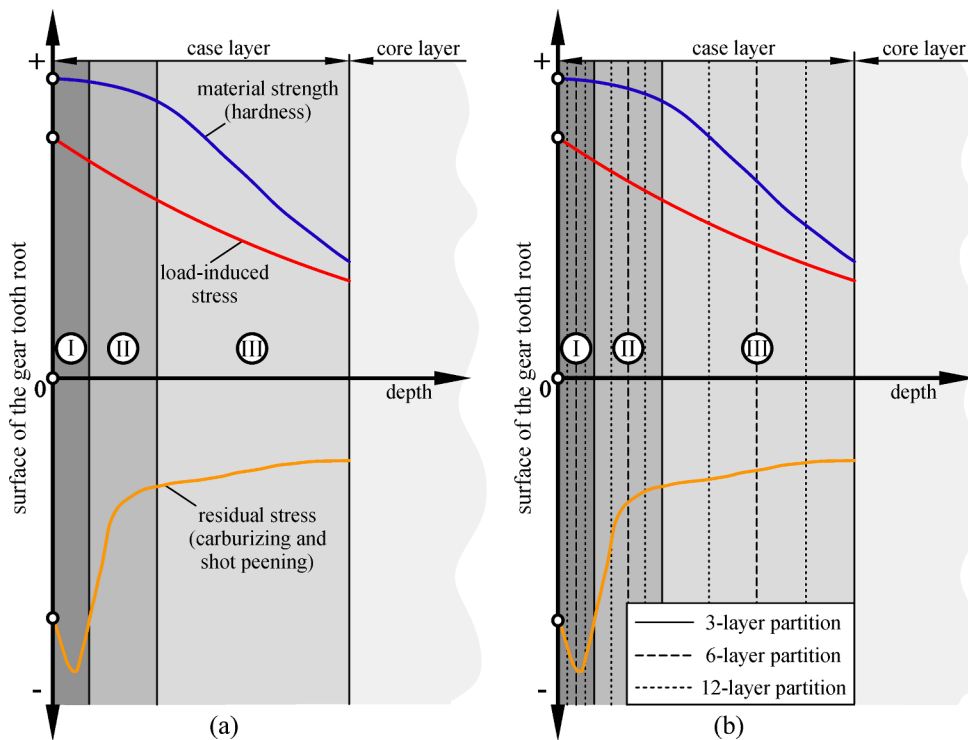 case layer
core layer
+
material strength
(hardness)
load-induced
stress
I
II
III
0
depth
surface of the gear tooth root
residual stress
(carburizing and
shot peening)
-
(a)
case layer
core layer
+
I
II
III
0
depth
surface of the gear tooth root
3-layer partition
6-layer partition
12-layer partition
-
(b)